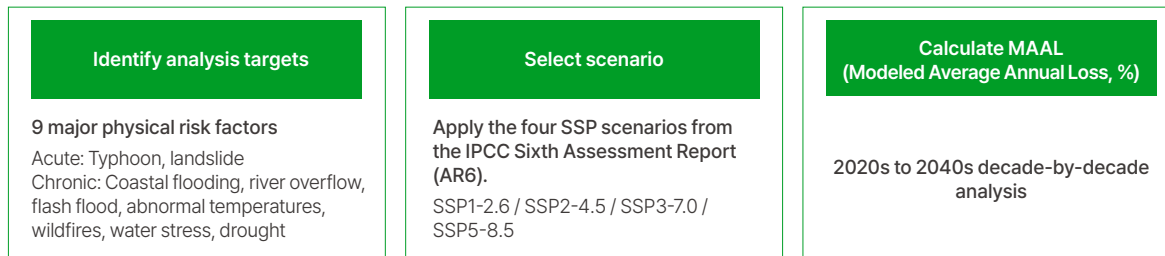 Identify analysis targets
9 major physical risk factors
Acute: Typhoon, landslide
Chronic: Coastal flooding, river overflow,
flash flood, abnormal temperatures,
wildfires, water stress, drought
Select scenario
Apply the four SSP scenarios from
the IPCC Sixth Assessment Report
(AR6).
SSP1-2.6 / SSP2-4.5 / SSP3-7.0 /
SSP5-8.5
Calculate MAAL
(Modeled Average Annual Loss, %)
2020s to 2040s decade-by-decade
analysis